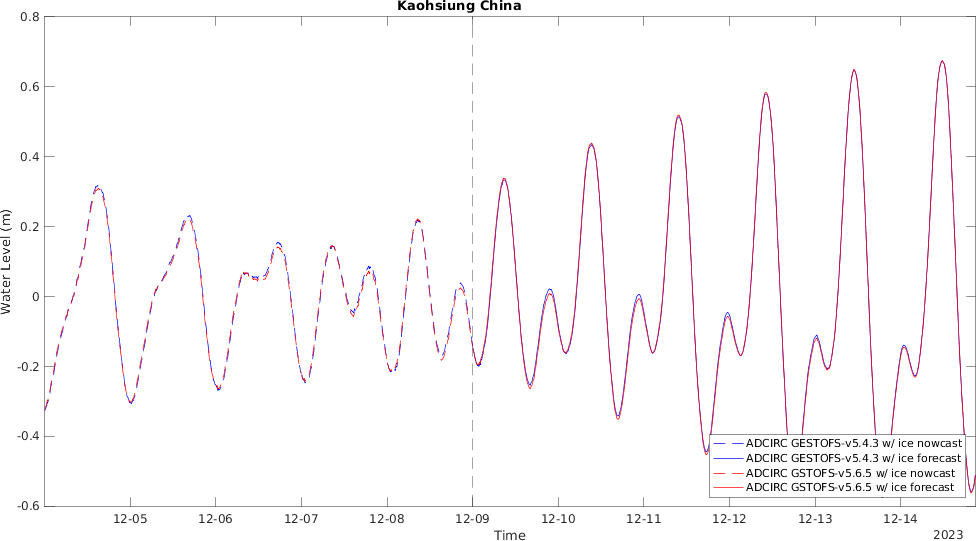 Kaohsiung China
Water Level (m)
0.8
0.6
0.4
0.2
0
-0.2
-0.4
-0.6
12-05
12-06
12-07
12-08
12-09
12-10
12-11
12-12
12-13
12-14
Time
2023
ADCIRC GESTOFS-v5.4.3 w/ ice nowcast
ADCIRC GESTOFS-v5.4.3 w/ ice forecast
ADCIRC GSTOFS-v5.6.5 w/ ice nowcast
ADCIRC GSTOFS-v5.6.5 w/ ice forecast